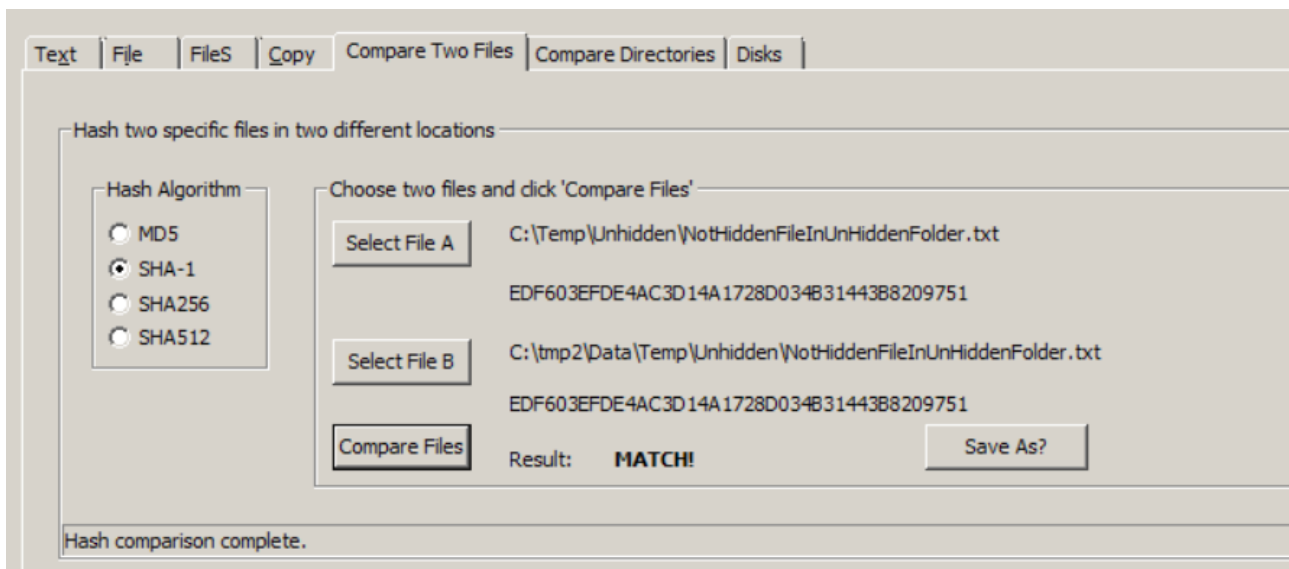 Text File FileS Copy Compare Two Files Compare Directories Disks
Hash two specific files in two different locations
Hash Algorithm
MD5
SHA-1
SHA256
SHA512
Choose two files and click 'Compare Files'
Select File A C:\Temp\Unhidden\NotHiddenFileInUnHiddenFolder.txt
EDF603EFDE4AC3D14A1728D034B31443B8209751
Select File B C:\tmp2\Data\Temp\Unhidden\NotHiddenFileInUnHiddenFolder.txt
EDF603EFDE4AC3D14A1728D034B31443B8209751
Compare Files Result: MATCH! Save As?
Hash comparison complete.